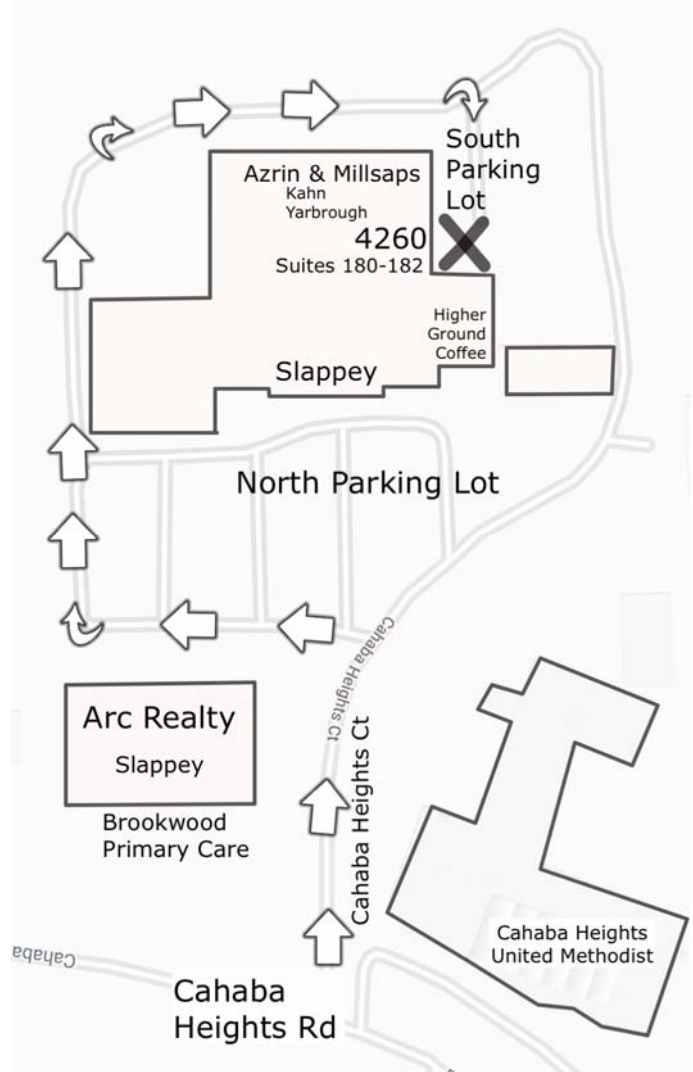 South
Parking
Lot
Azrin & Millsaps
Kahn
Yarbrough
4260
Suites 180-182
Higher
Ground
Coffee
Slappey
North Parking Lot
Cahaba Heights Ct
Arc Realty
Slappey
Cahaba Heights Ct
Brookwood
Primary Care
Cahaba Heights
United Methodist
Cahaba
Cahaba
Heights Rd